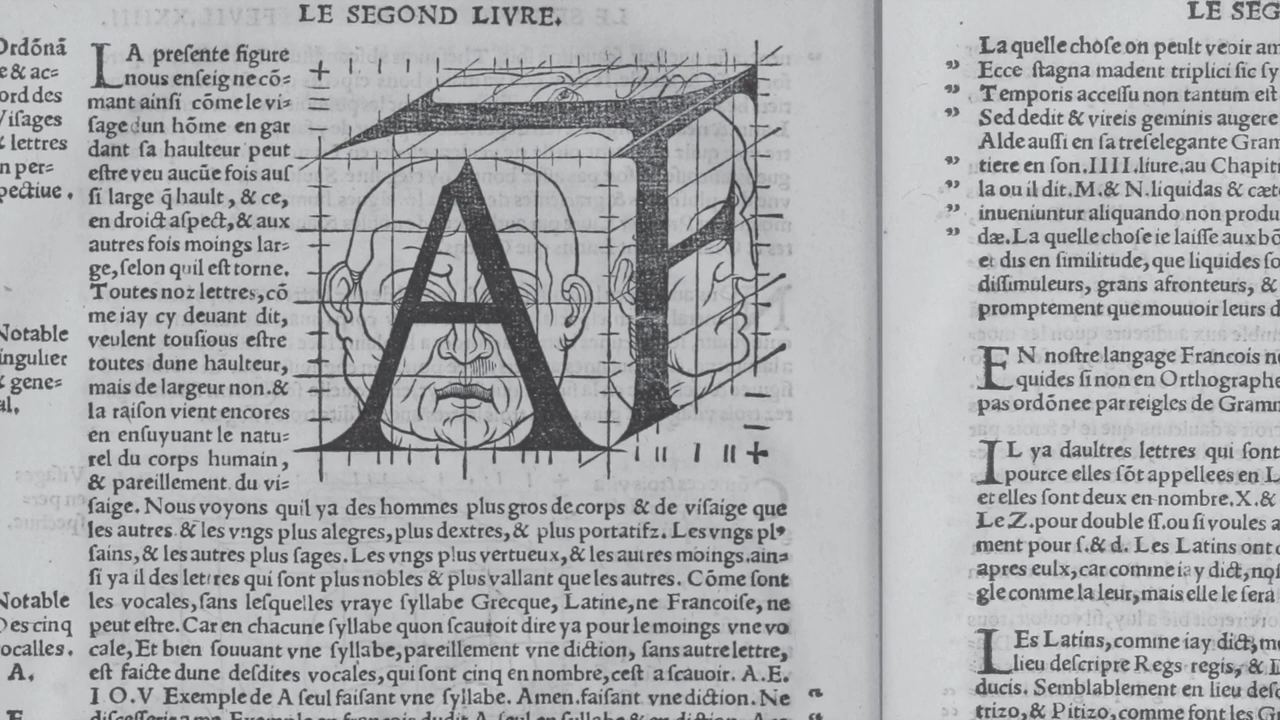 LE SEGOND LIVRE.
Ordõnã
e & ac=
ord des
Viſages
& lettres
n per=
pectiue.
LA preſente figure
nous enſeigne cõ=
mant ainſi cõme le vi=
ſage dun hõme en gar
dant ſa haulteur peut
eſtre veu aucũe fois auſ
ſi large q̃ hault, & ce,
en droict aſpect, & aux
autres fois moings lar=
ge, ſelon quil eſt torne.
Toutes noz lettres, cõ
me iay cy deuant dit,
veulent touſious eſtre
toutes dune haulteur,
mais de largeur non. &
la raiſon vient encores
en enſuyuant le natu=
rel du corps humain,
& pareillement du vi=
ſaige. Nous voyons quil ya des hommes plus gros de corps & de viſaige que
les autres. & les vngs plus alegres, plus dextres, & plus portatifz. Les vngs pl9
ſains, & les autres plus ſages. Les vngs plus vertueux, & les autres moings. ain=
ſi ya il des lettres qui ſont plus nobles & plus vallant que les autres. Cõme ſont
les vocales, ſans leſquelles vraye ſyllabe Grecque, Latine, ne Francoiſe, ne
peut eſtre. Car en chacune ſyllabe quon ſcauroit dire ya pour le moings vne vo
cale, Et bien ſouuant vne ſyllabe, pareillement vne diction, ſans autre lettre,
eſt faicte dune deſdites vocales, qui ſont cinq en nombre, ceſt a ſcauoir. A. E.
I O. V Exemple de A ſeul faiſant vne ſyllabe. Amen. faiſant vne diction. Ne
Notable
ſingulier
& gene=
al.
Notable
Des cinq
vocalles.
A.
E
A
I
LE SEG
La quelle choſe on peult veoir am
Ecce ſtagna madent triplici ſic ſy
Temporis acceſſu non tantum eſt
Sed dedit & vireis geminis augere
Alde auſſi en ſa treſelegante Gram
tiere en ſon. IIII. liure. au Chapit
la ou il dit. M. & N. liquidas & cæt
inueniuntur aliquando non produ
dæ. La quelle choſe ie laiſſe aux bõ
et dis en ſimilitude, que liquides ſo
diſſimuleurs, grans afronteurs, &
promptement que mouuoir leurs d
EN noſtre langage Francois n
quides ſi non en Orthographe
pas ordõnee par reigles de Gramm
IL ya daultres lettres qui ſont
pource elles ſõt appellees en L
et elles ſont deux en nombre. X. &
Le Z. pour double ſſ. ou ſi voules a
ment pour ſ. & d. Les Latins ont
apres eulx, car comme iay dict, noſ
gle comme la leur, mais elle le ſera
LEs Latins, comme iay dict, m
lieu deſcripre Regs regis, & D
ducis. Semblablement en lieu deſc
trizo, & Pitizo, comme font les G